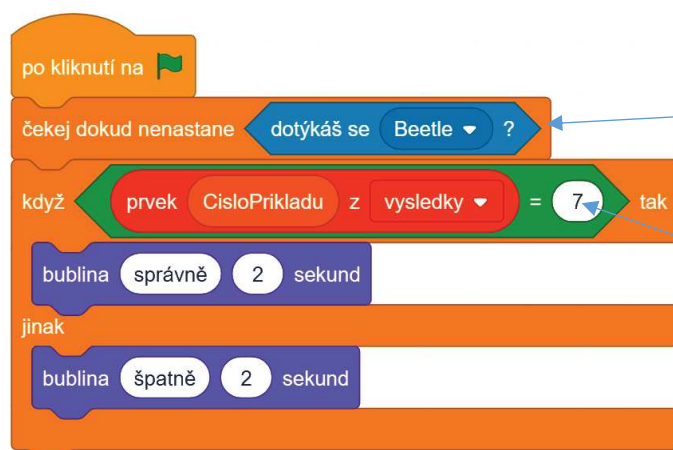 po kliknutí na
čekej dokud nenastane dotýkáš se Beetle ?
když prvek CisloPrikladu z vysledky = 7 tak
bublina správně 2 sekund
jinak
bublina špatně 2 sekund